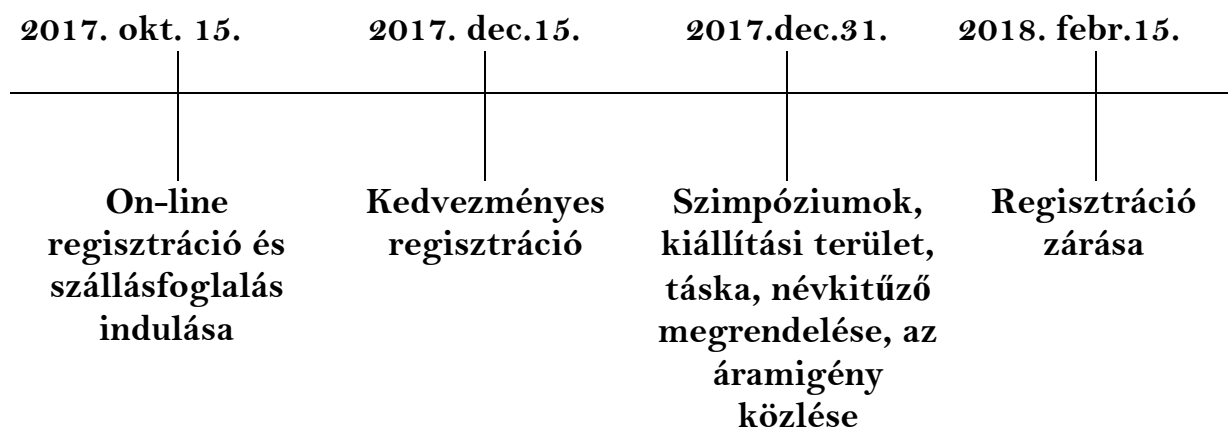 2017. okt. 15.
2017. dec.15.
2017.dec.31.
2018. febr.15.
On-line
regisztráció és
szállásfoglalás
indulása
Kedvezményes
regisztráció
Szimpóziumok,
kiállítási terület,
táska, névkitűző
megrendelése, az
áramigény
közlése
Regisztráció
zárása